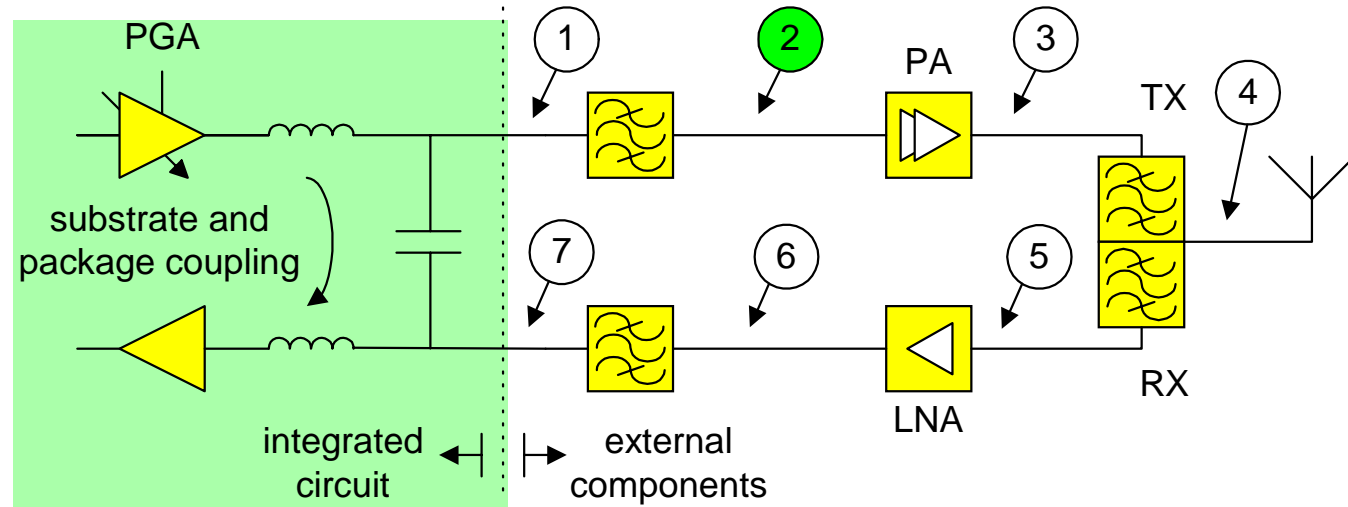 PGA
1
2
PA
3
TX
4
substrate and
package coupling
7
6
5
RX
LNA
integrated
circuit
external
components